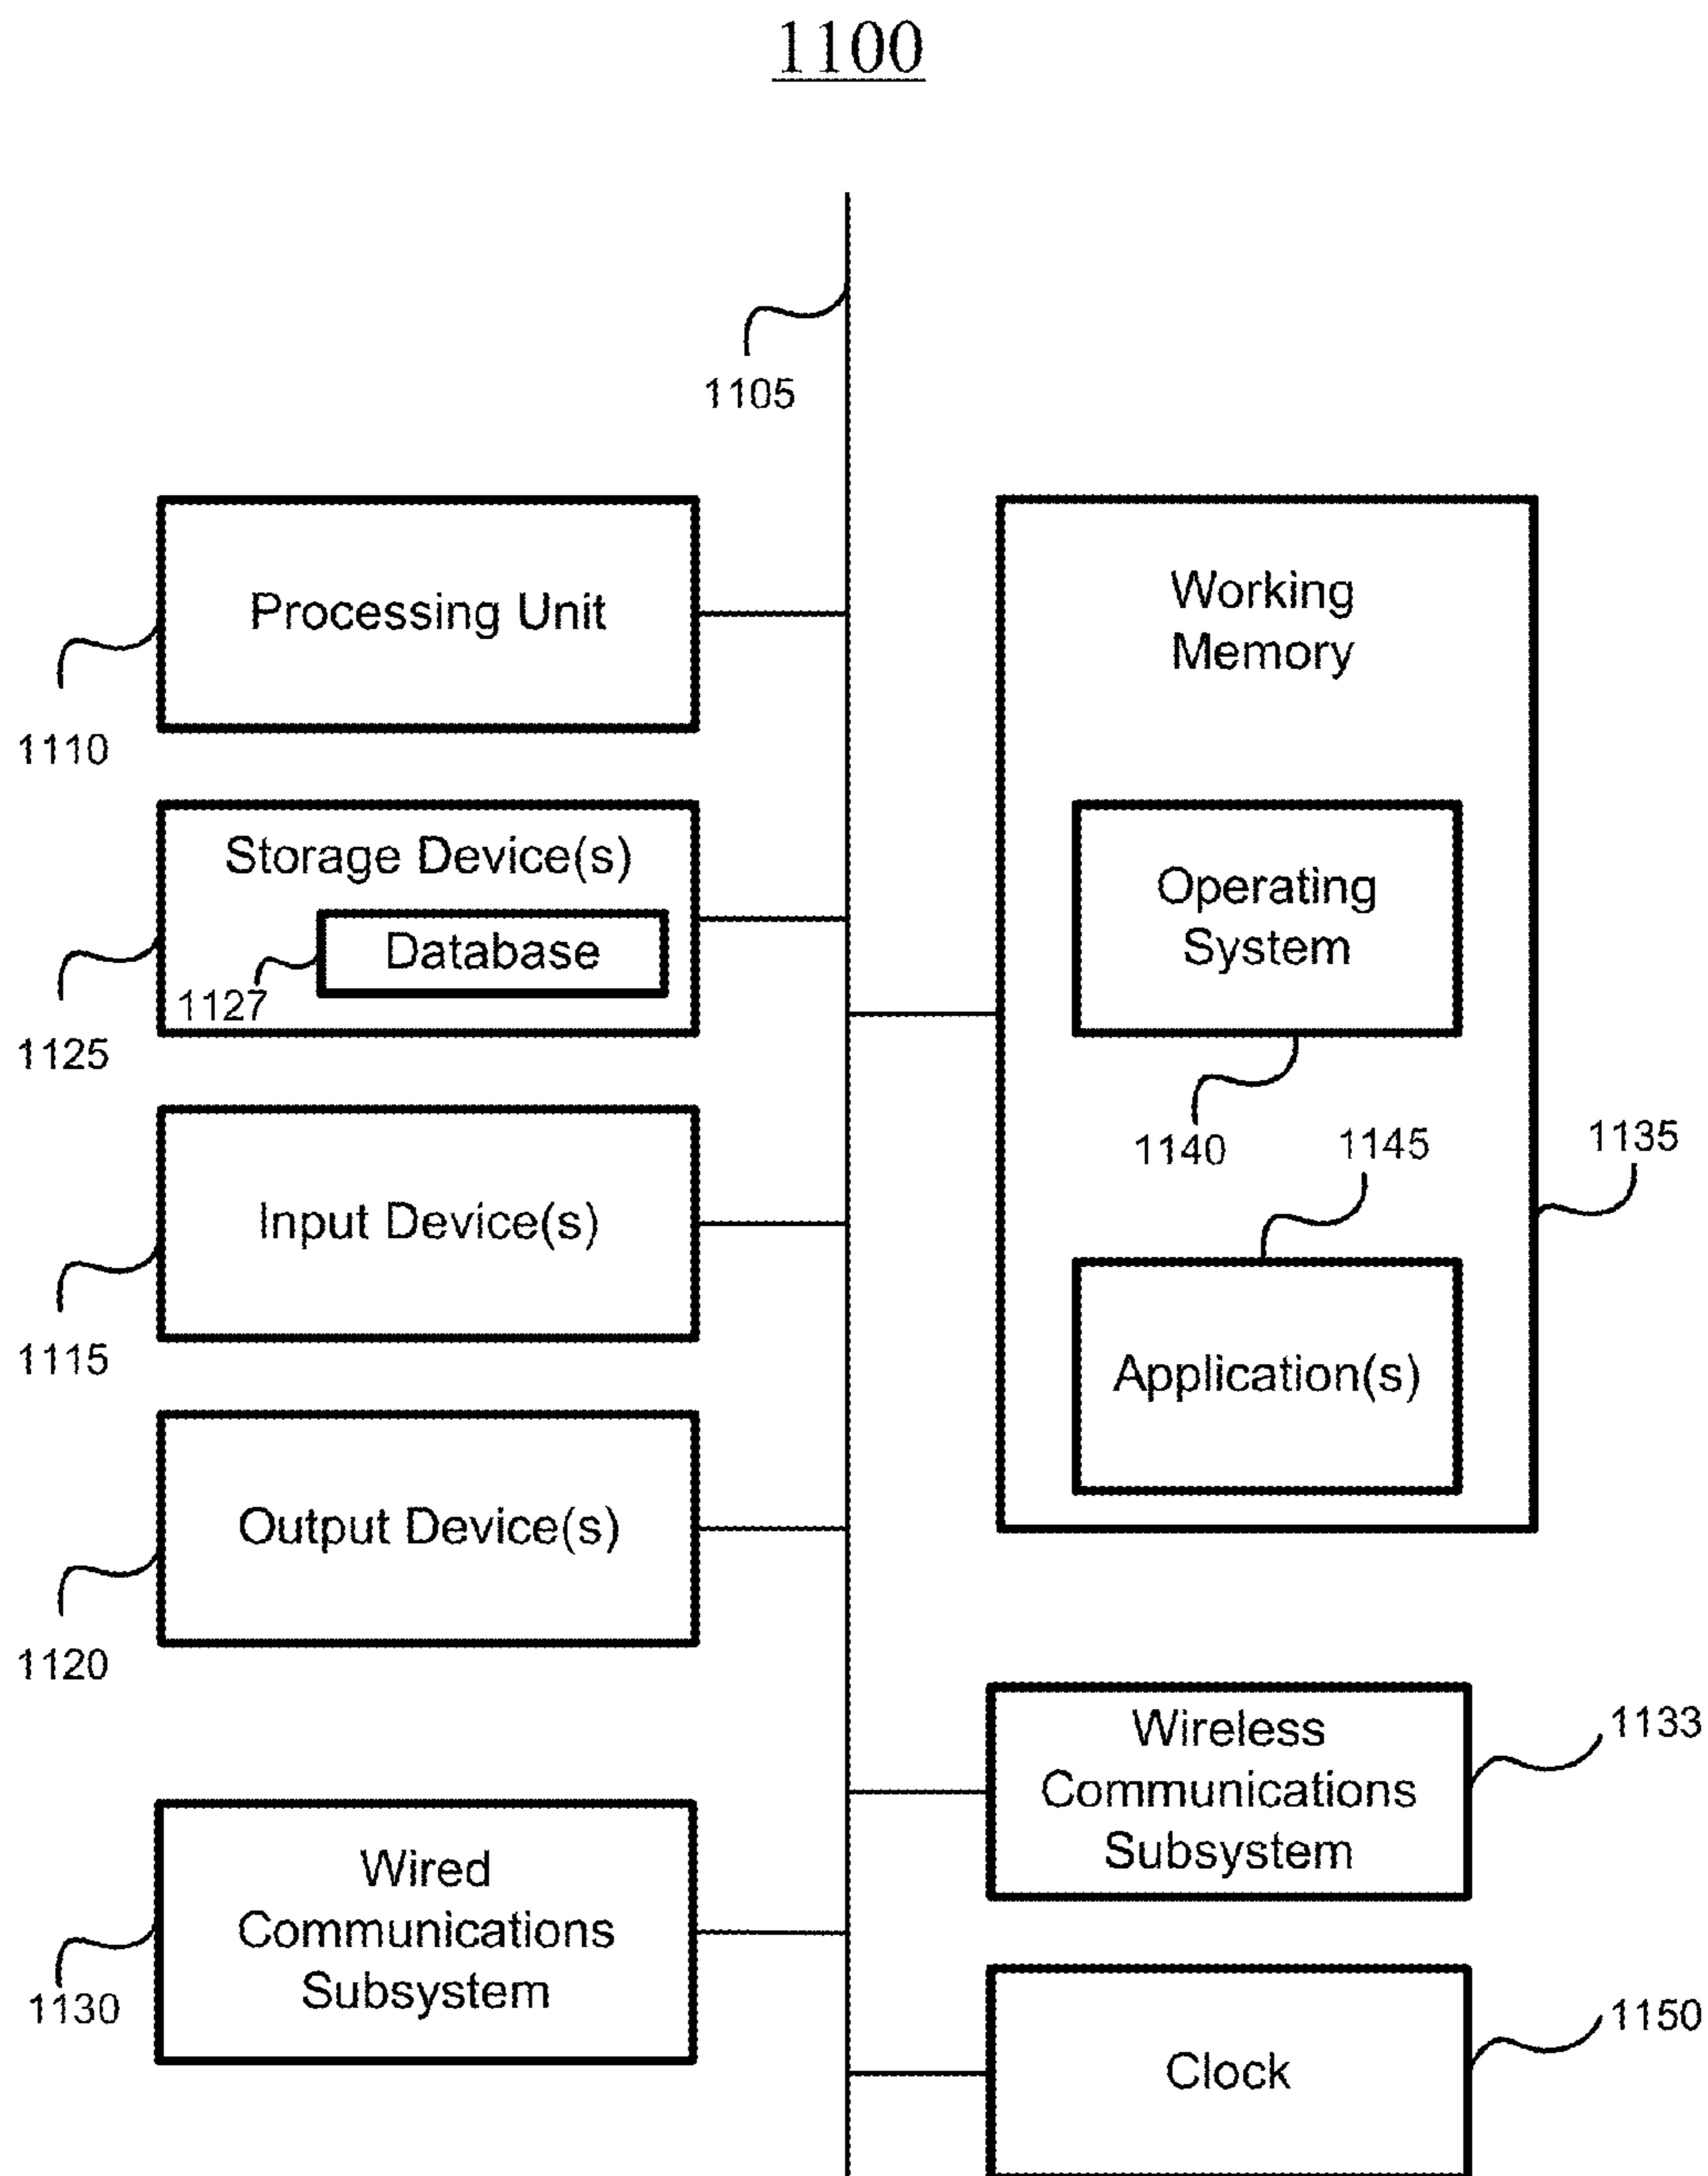 1100
1105
Processing Unit
1110
Storage Device(s)
Database
1127
1125
Input Device(s)
1115
Output Device(s)
1120
Wired
Communications
Subsystem
1130
Working
Memory
Operating
System
1140
1145
1135
Application(s)
Wireless
Communications
Subsystem
1133
Clock
1150